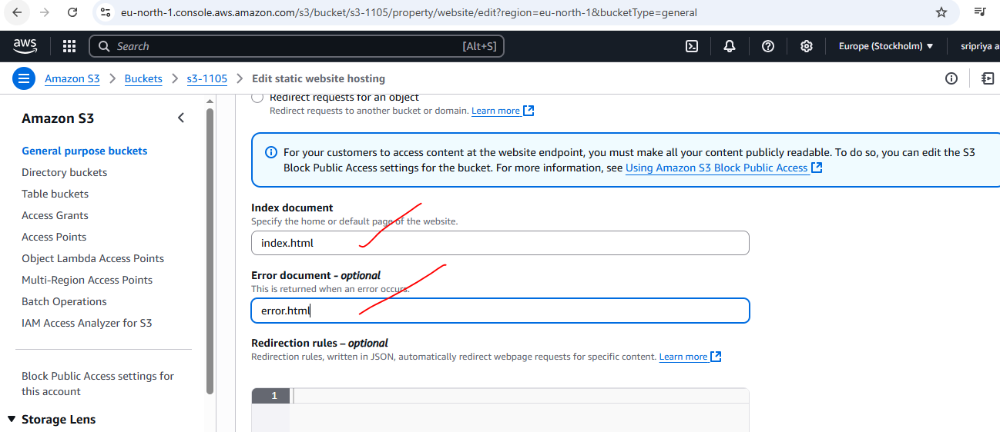 eu-north-1.console.aws.amazon.com/s3/bucket/s3-1105/property/website/edit?region=eu-north-1&bucketType=general
aws
Search [Alt+S]
Europe (Stockholm)
sripriya a
Amazon S3
Buckets
s3-1105
Edit static website hosting
Amazon S3
General purpose buckets
Directory buckets
Table buckets
Access Grants
Access Points
Object Lambda Access Points
Multi-Region Access Points
Batch Operations
IAM Access Analyzer for S3
Block Public Access settings for
this account
Storage Lens
Redirect requests for an object
Redirect requests to another bucket or domain. Learn more
For your customers to access content at the website endpoint, you must make all your content publicly readable. To do so, you can edit the S3
Block Public Access settings for the bucket. For more information, see Using Amazon S3 Block Public Access
Index document
Specify the home or default page of the website.
index.html
Error document - optional
This is returned when an error occurs.
error.html
Redirection rules – optional
Redirection rules, written in JSON, automatically redirect webpage requests for specific content. Learn more
1